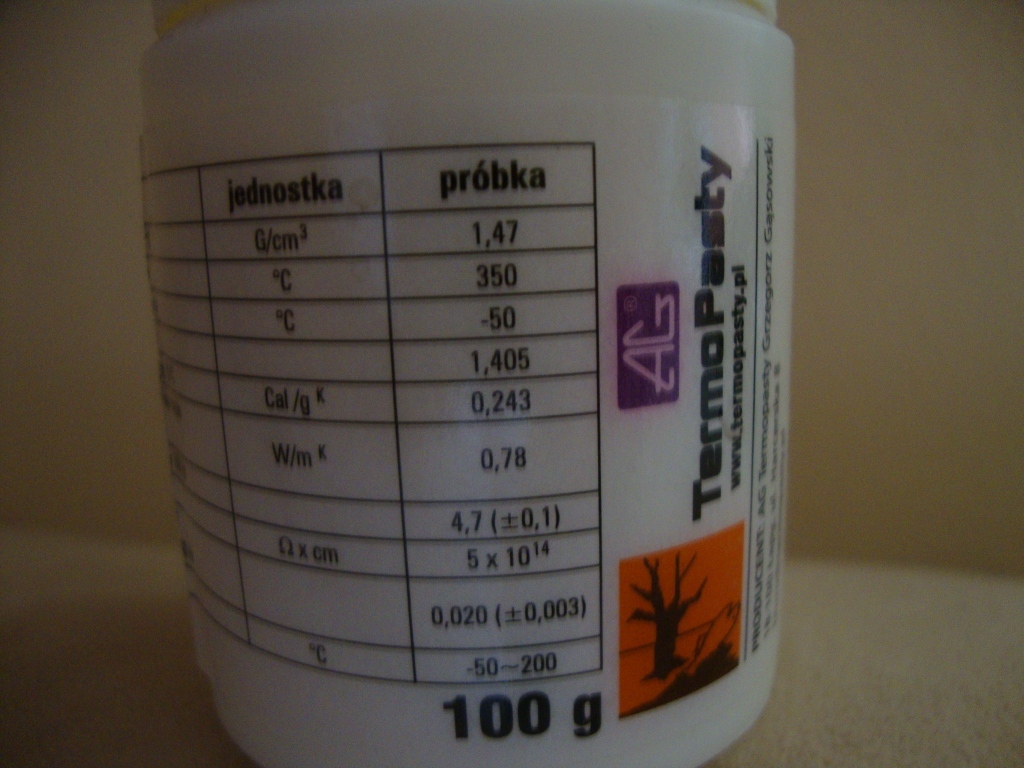 jednostka próbka
G/cm³ 1,47
°C 350
°C -50
1,405
Cal/g K 0,243
W/m K 0,78
4,7 (±0,1)
Ω x cm 5 x 10¹⁴
0,020 (±0,003)
°C -50~200
100 g
AG®
TermoPasty
www.termopasty.pl
PRODUCENT: AG Termopasty Grzegorz Gąsowski